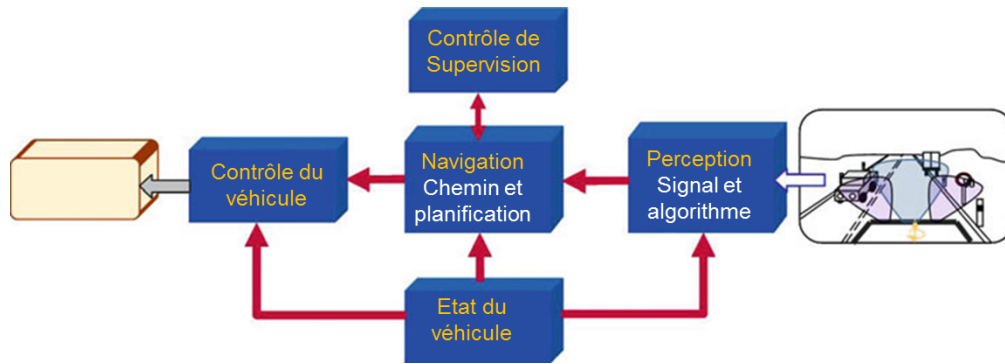 Contrôle de
Supervision
Contrôle du
véhicule
Navigation
Chemin et
planification
Perception
Signal et
algorithme
Etat du
véhicule